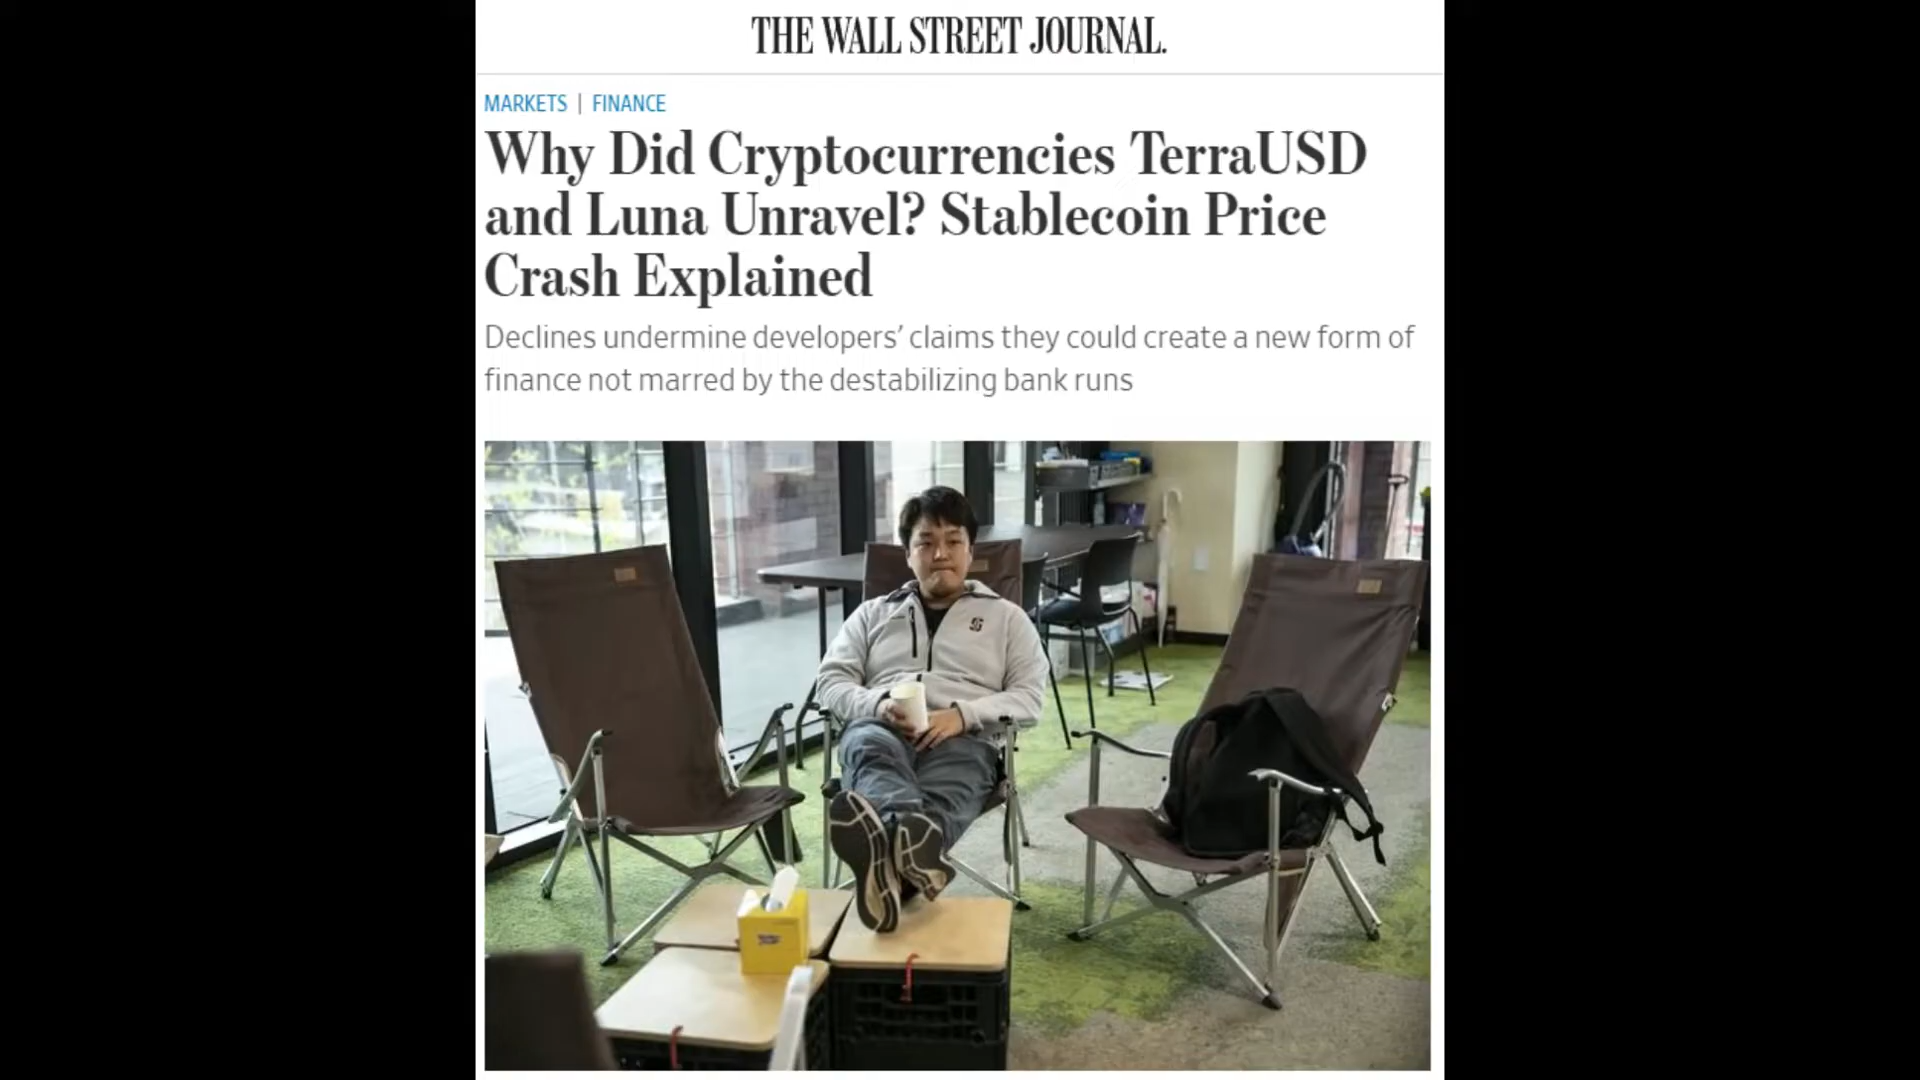 THE WALL STREET JOURNAL.
MARKETS | FINANCE
Why Did Cryptocurrencies TerraUSD
and Luna Unravel? Stablecoin Price
Crash Explained
Declines undermine developers’ claims they could create a new form of
finance not marred by the destabilizing bank runs